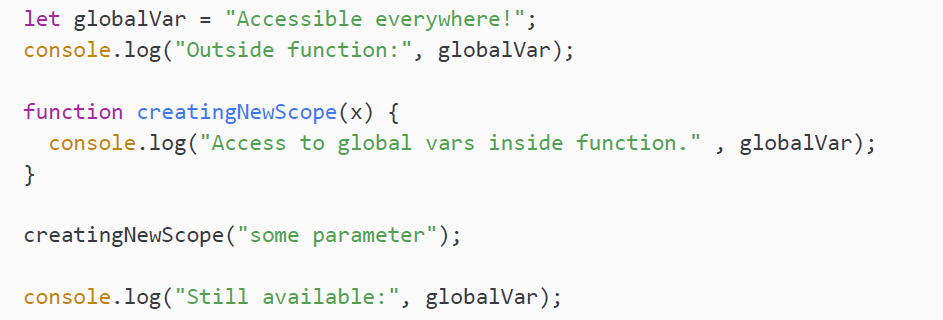 let globalVar = "Accessible everywhere!";
console.log("Outside function:", globalVar);
function creatingNewScope(x) {
console.log("Access to global vars inside function." , globalVar);
}
creatingNewScope("some parameter");
console.log("Still available:", globalVar);